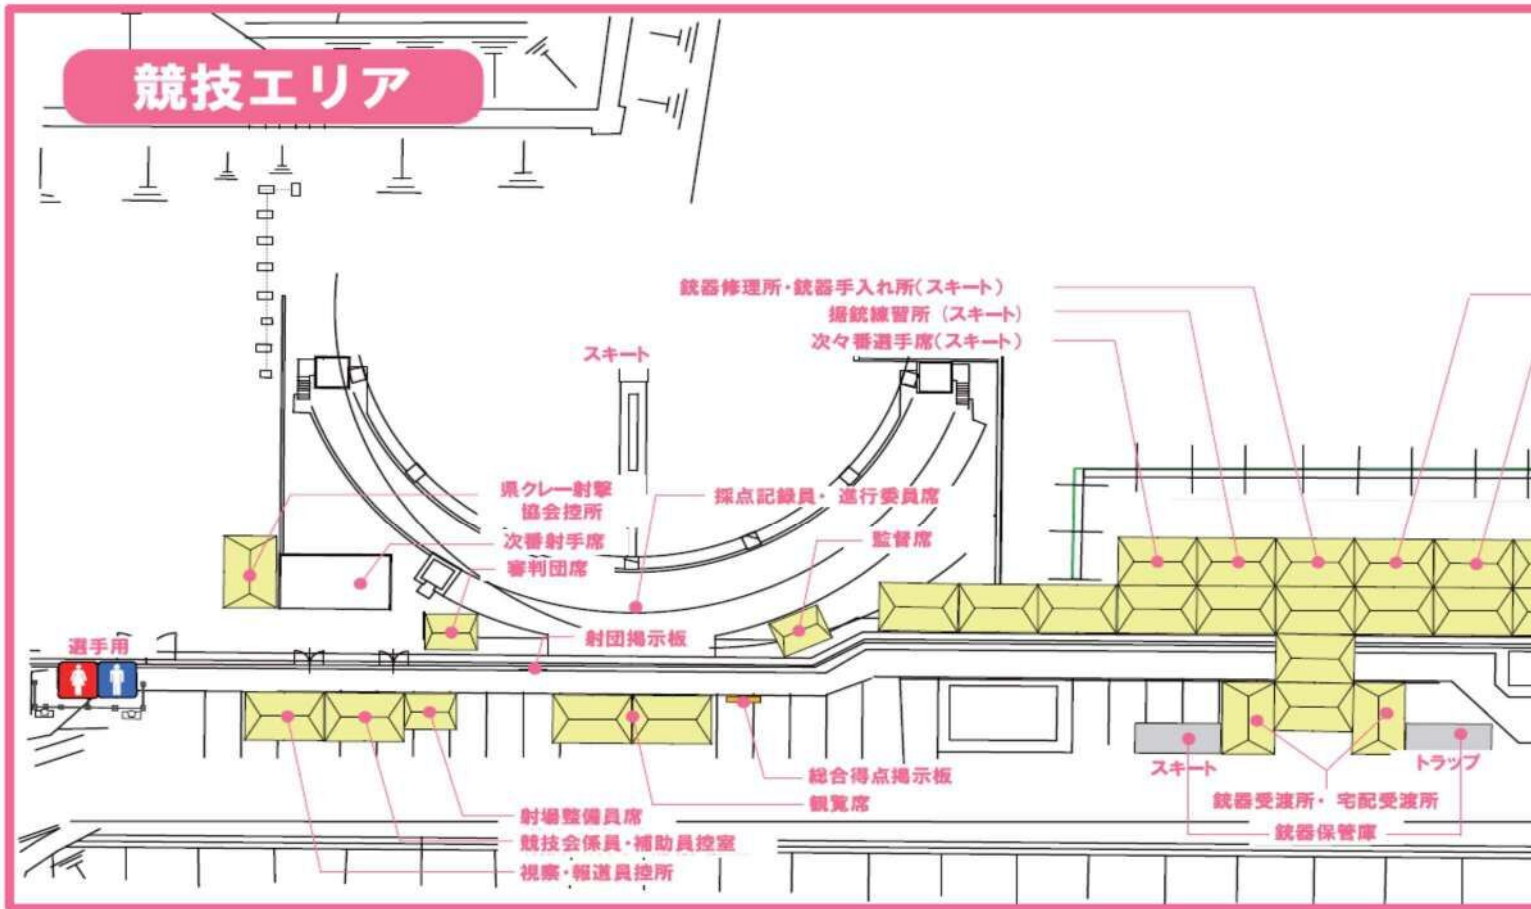 競技エリア
銃器修理所・銃器手入れ所(スキート)
据銃練習所 (スキート)
次々番選手席(スキート)
スキート
県クレー射撃
協会控所
次番射手席
審判団席
採点記録員・ 進行委員席
監督席
射団掲示板
選手用
総合得点掲示板
観覧席
射場整備員席
競技会係員・補助員控室
視察・報道員控所
スキート
トラップ
銃器受渡所・ 宅配受渡所
銃器保管庫